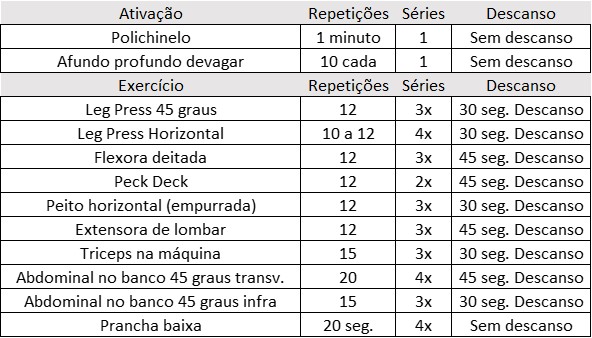 Ativação Repetições Séries Descanso
Polichinelo 1 minuto 1 Sem descanso
Afundo profundo devagar 10 cada 1 Sem descanso
Exercício Repetições Séries Descanso
Leg Press 45 graus 12 3x 30 seg. Descanso
Leg Press Horizontal 10 a 12 4x 30 seg. Descanso
Flexora deitada 12 3x 45 seg. Descanso
Peck Deck 12 2x 45 seg. Descanso
Peito horizontal (empurrada) 12 3x 30 seg. Descanso
Extensora de lombar 12 3x 45 seg. Descanso
Triceps na máquina 15 3x 30 seg. Descanso
Abdominal no banco 45 graus transv. 20 4x 45 seg. Descanso
Abdominal no banco 45 graus infra 15 3x 30 seg. Descanso
Prancha baixa 20 seg. 4x Sem descanso